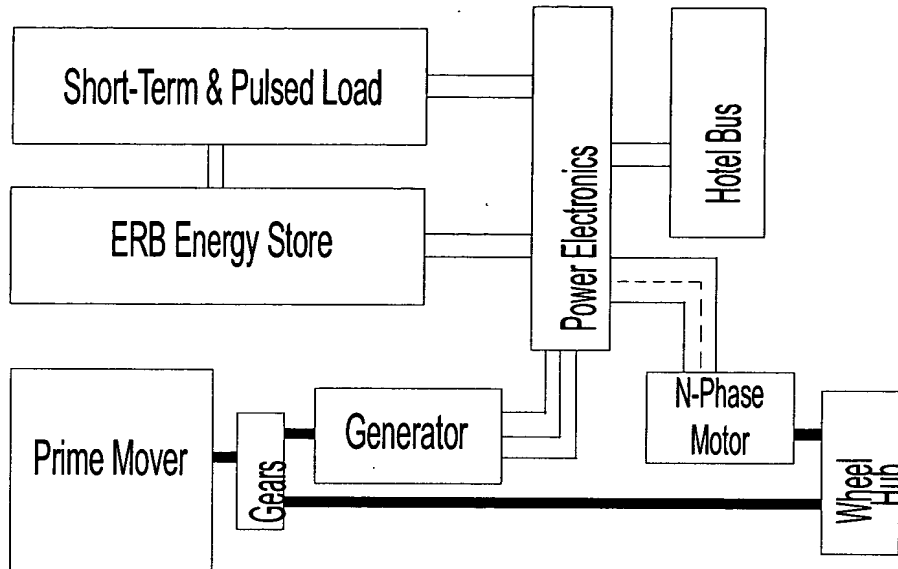 Short-Term & Pulsed Load
ERB Energy Store
Power Electronics
Hotel Bus
Prime Mover
Gears
Generator
N-Phase
Motor
Wheel
Hub